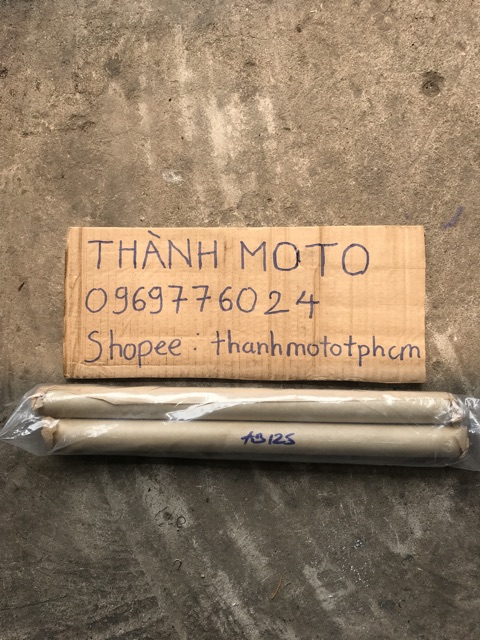 THÀNH MOTO
0969776024
Shopee : thanhmototphcm
AB125